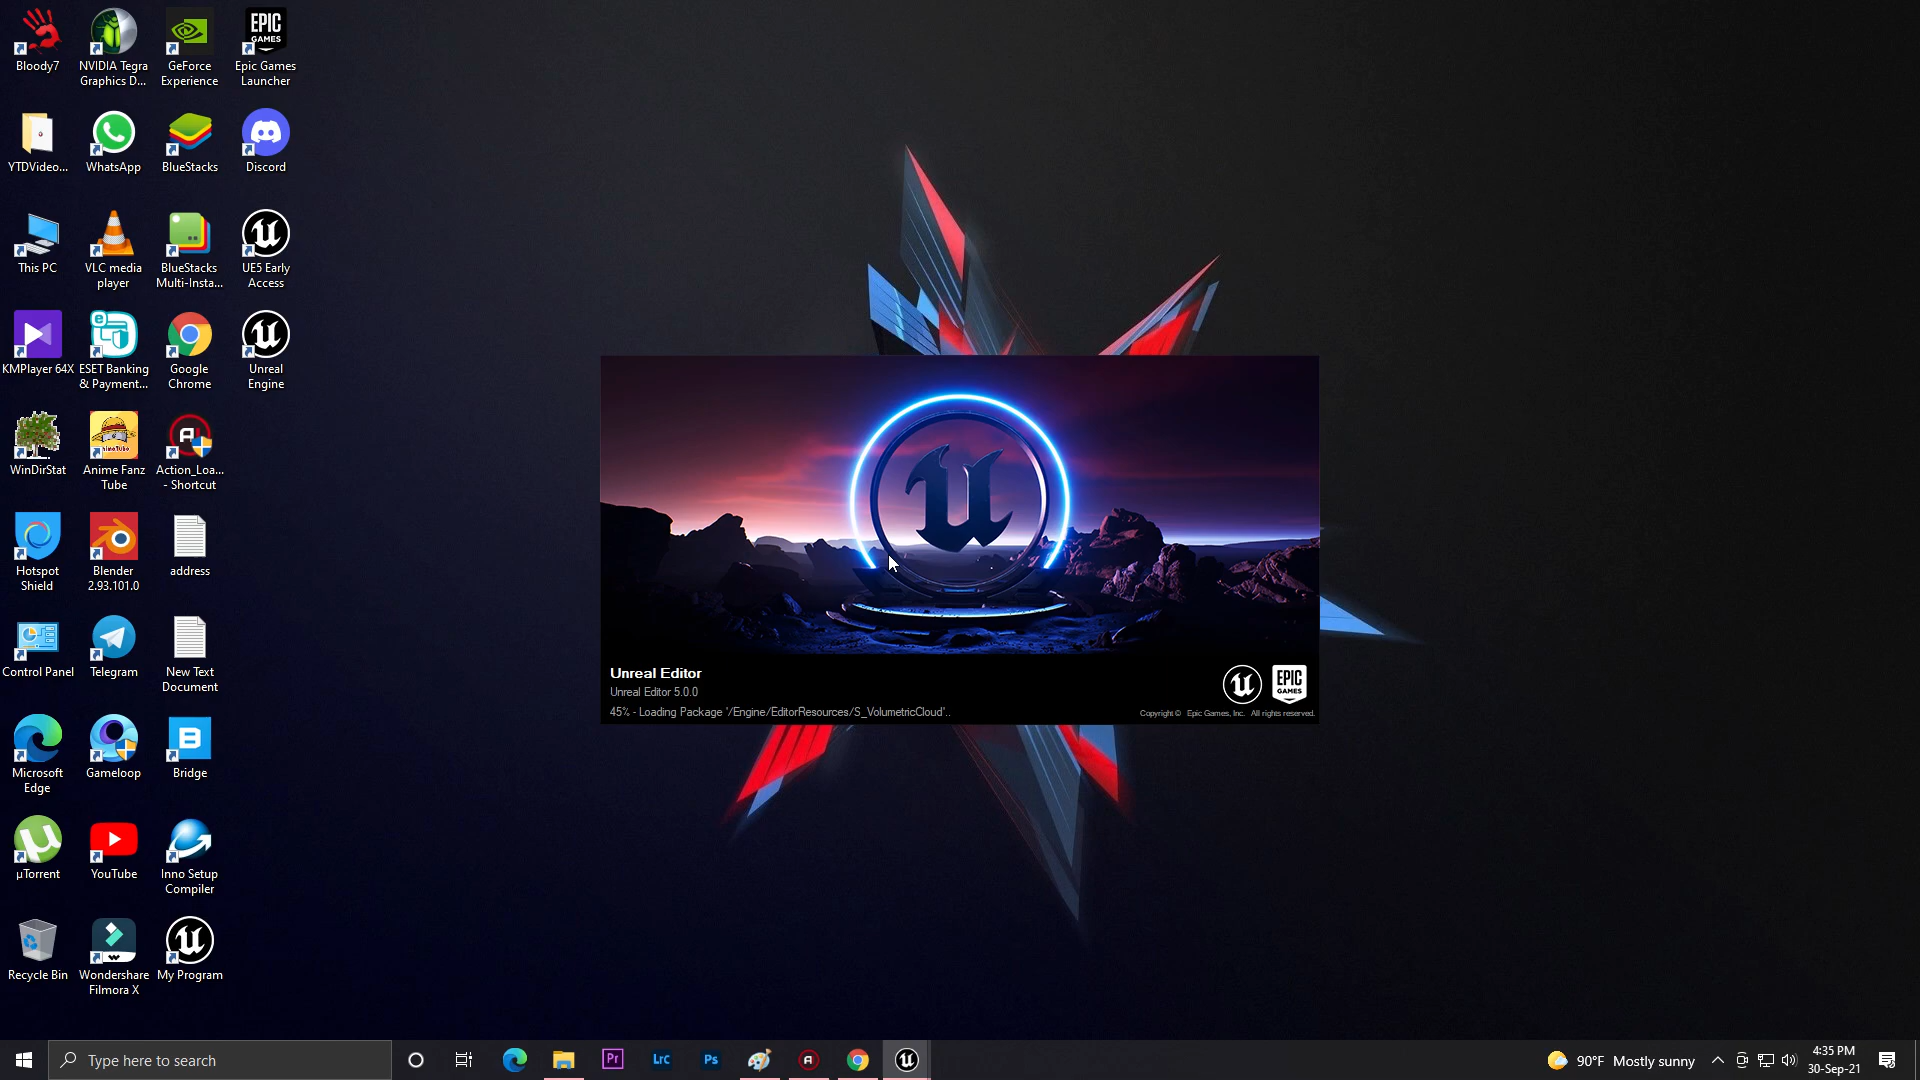 Bloody7
NVIDIA Tegra
Graphics D...
GeForce
Experience
EPIC
GAMES
Epic Games
Launcher
YTDVideo...
WhatsApp
BlueStacks
Discord
This PC
VLC media
player
BlueStacks
Multi-Insta...
UE5 Early
Access
KMPlayer 64X
ESET Banking
& Payment...
Google
Chrome
Unreal
Engine
WinDirStat
Anime Fanz
Tube
Action_Loa...
- Shortcut
Hotspot
Shield
Blender
2.93.101.0
address
Control Panel
Telegram
New Text
Document
Microsoft
Edge
Gameloop
Bridge
µTorrent
YouTube
Inno Setup
Compiler
Recycle Bin
Wondershare
Filmora X
My Program
Unreal Editor
Unreal Editor 5.0.0
45% - Loading Package '/Engine/EditorResources/S_VolumetricCloud'..
EPIC
GAMES
Copyright © Epic Games, Inc. All rights reserved.
Type here to search
Pr
Lrc
Ps
90°F Mostly sunny
4:35 PM
30-Sep-21